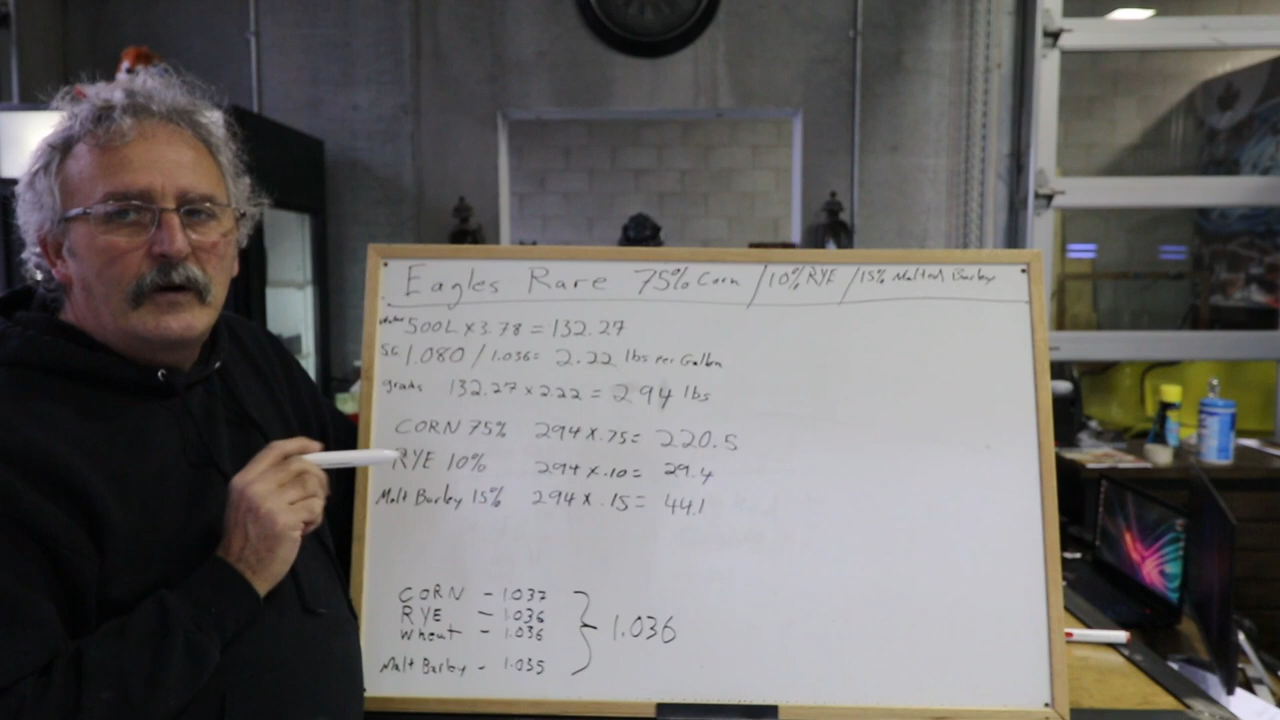 Eagles Rare 75% Corn / 10% RYE / 15% Malted Barley
water 500L x 3.78 = 132.27
S.G. 1.080 / 1.036 = 2.22 lbs per Gallon
grains 132.27 x 2.22 = 294 lbs
CORN 75% 294 x .75 = 220.5
RYE 10% 294 x .10 = 29.4
Malt Barley 15% 294 x .15 = 44.1
CORN - 1.037
RYE - 1.036
Wheat - 1.036
1.036
Malt Barley - 1.035